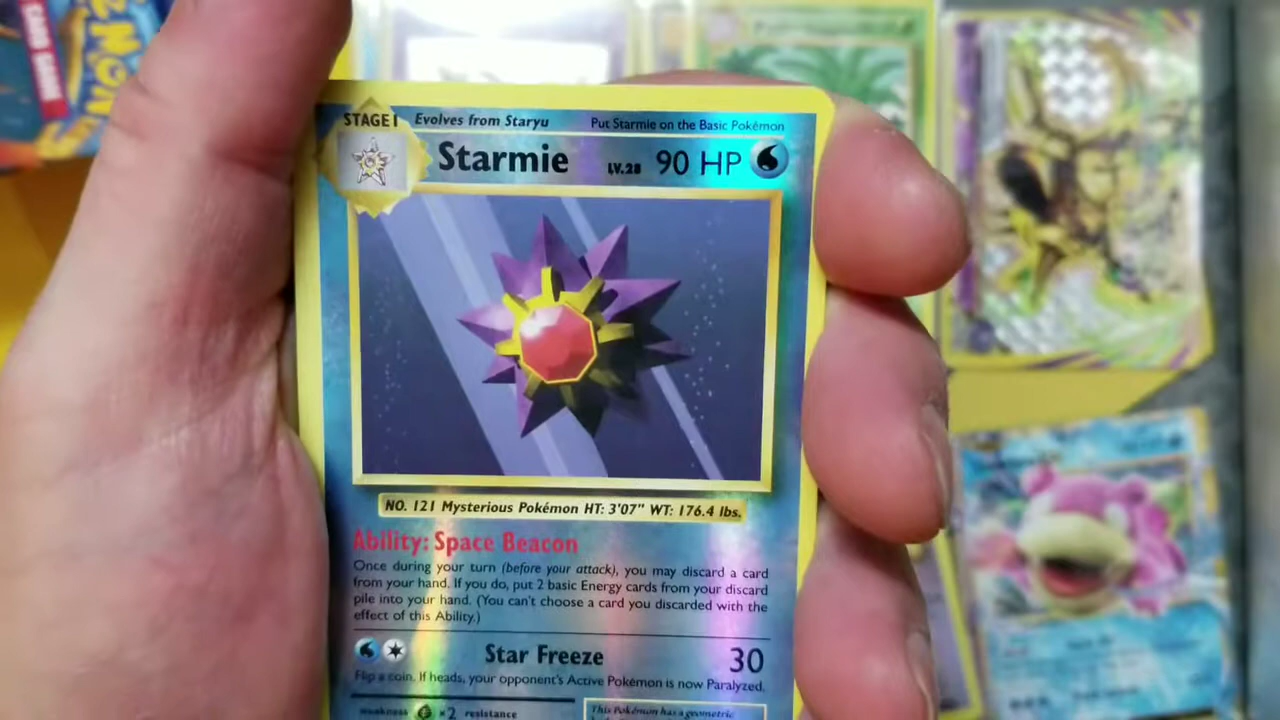 CARD GAME
STAGE 1 Evolves from Staryu Put Starmie on the Basic Pokémon
Starmie LV.28 90 HP
NO. 121 Mysterious Pokémon HT: 3'07" WT: 176.4 lbs.
Ability: Space Beacon
Once during your turn (before your attack), you may discard a card
from your hand. If you do, put 2 basic Energy cards from your discard
pile into your hand. (You can't choose a card you discarded with the
effect of this Ability.)
Star Freeze 30
Flip a coin. If heads, your opponent's Active Pokémon is now Paralyzed.
weakness ×2 resistance
This Pokémon has a geometric